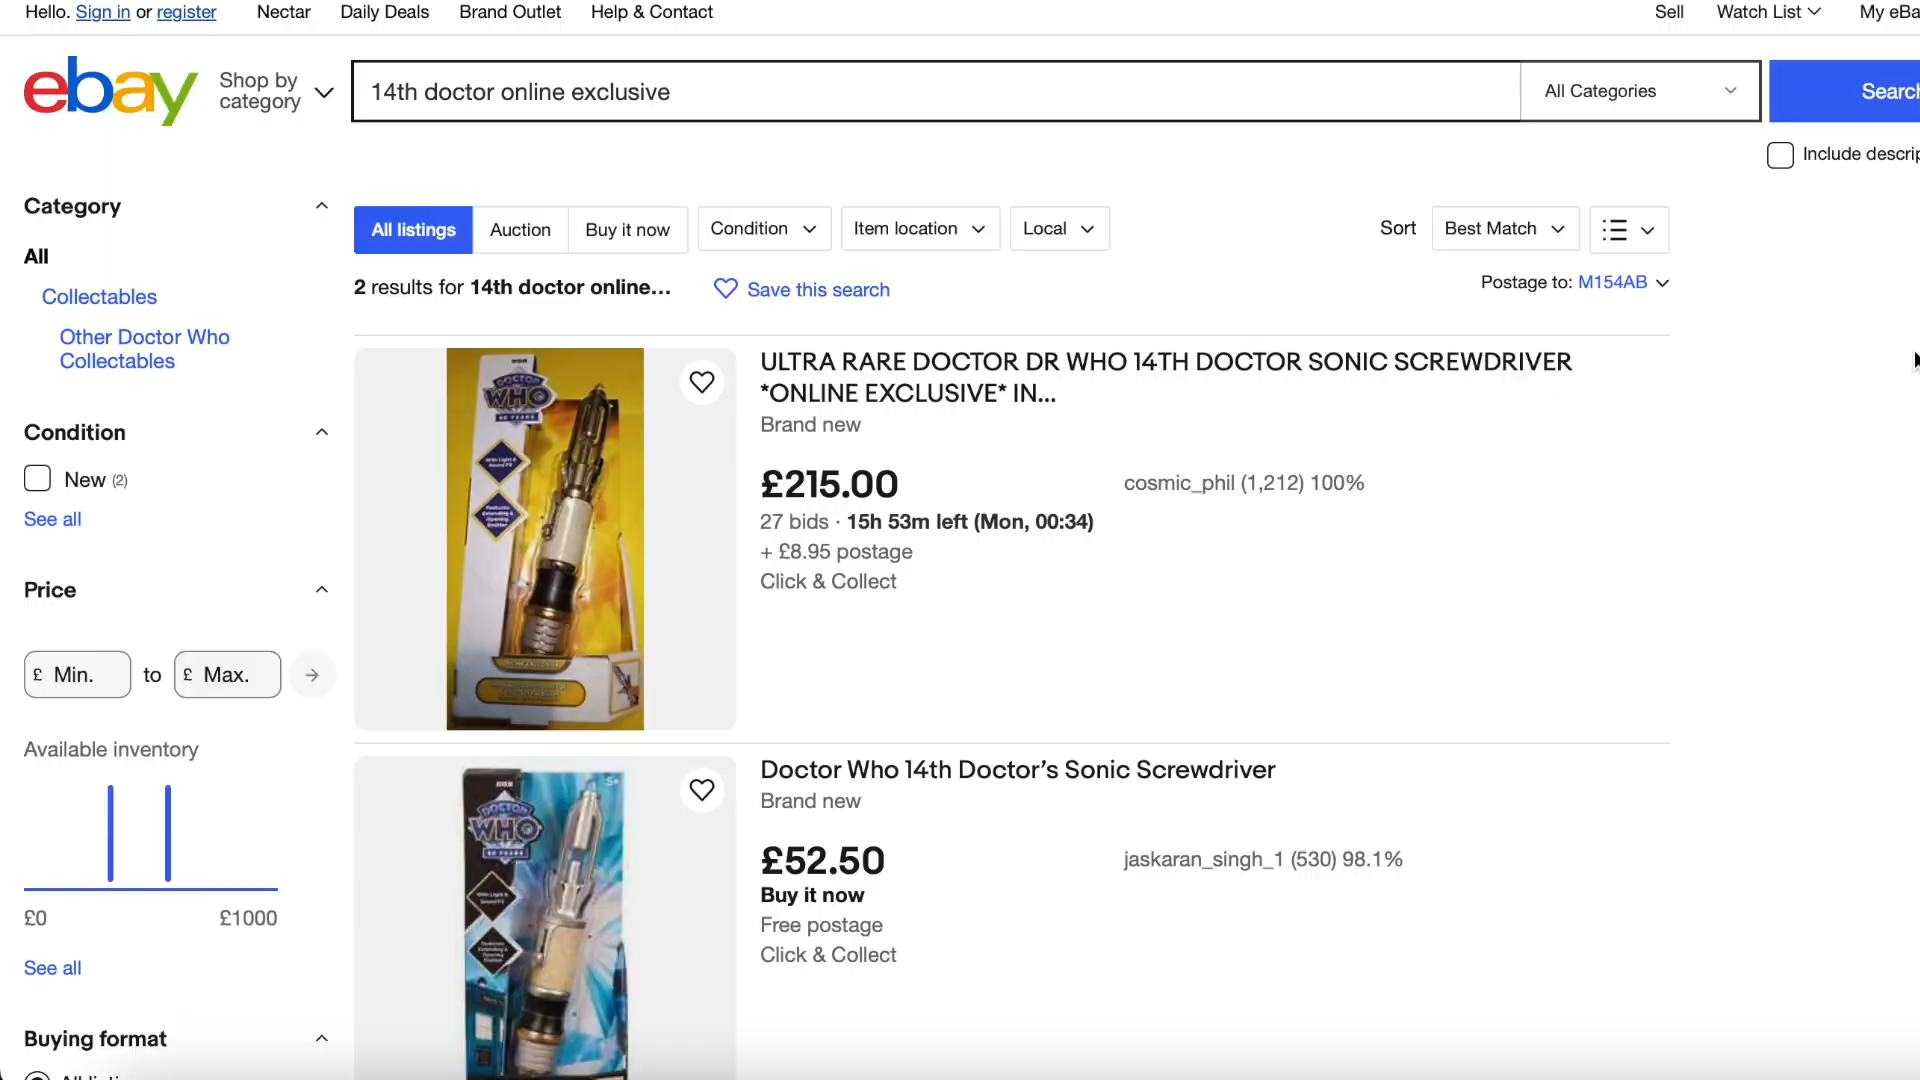 Hello. Sign in or register Nectar Daily Deals Brand Outlet Help & Contact Sell Watch List My eBa
ebay
Shop by
category
14th doctor online exclusive
All Categories
Search
Include descrip
Category
All
Collectables
Other Doctor Who
Collectables
Condition
New (2)
See all
Price
£ Min. to £ Max.
Available inventory
£0 £1000
See all
Buying format
All listings Auction Buy it now Condition Item location Local Sort Best Match
2 results for 14th doctor online... Save this search Postage to: M154AB
DOCTOR
WHO
60 YEARS
ULTRA RARE DOCTOR DR WHO 14TH DOCTOR SONIC SCREWDRIVER
*ONLINE EXCLUSIVE* IN...
Brand new
£215.00 cosmic_phil (1,212) 100%
27 bids · 15h 53m left (Mon, 00:34)
+ £8.95 postage
Click & Collect
5+
DOCTOR
WHO
60 YEARS
Doctor Who 14th Doctor’s Sonic Screwdriver
Brand new
£52.50 jaskaran_singh_1 (530) 98.1%
Buy it now
Free postage
Click & Collect